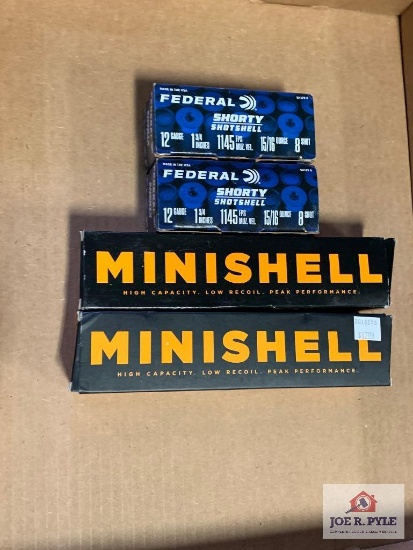 MADE IN THE USA
FEDERAL
SHORTY
SHOTSHELL
12 GAUGE 1 3/4 INCHES 1145 FPS MUZ. VEL. 15/16 OUNCE 8 SHOT
MADE IN THE USA
FEDERAL
SHORTY
SHOTSHELL
12 GAUGE 1 3/4 INCHES 1145 FPS MUZ. VEL. 15/16 OUNCE 8 SHOT
MINISHELL
HIGH CAPACITY. LOW RECOIL. PEAK PERFORMANCE.
MINISHELL
HIGH CAPACITY. LOW RECOIL. PEAK PERFORMANCE.
JOE R. PYLE